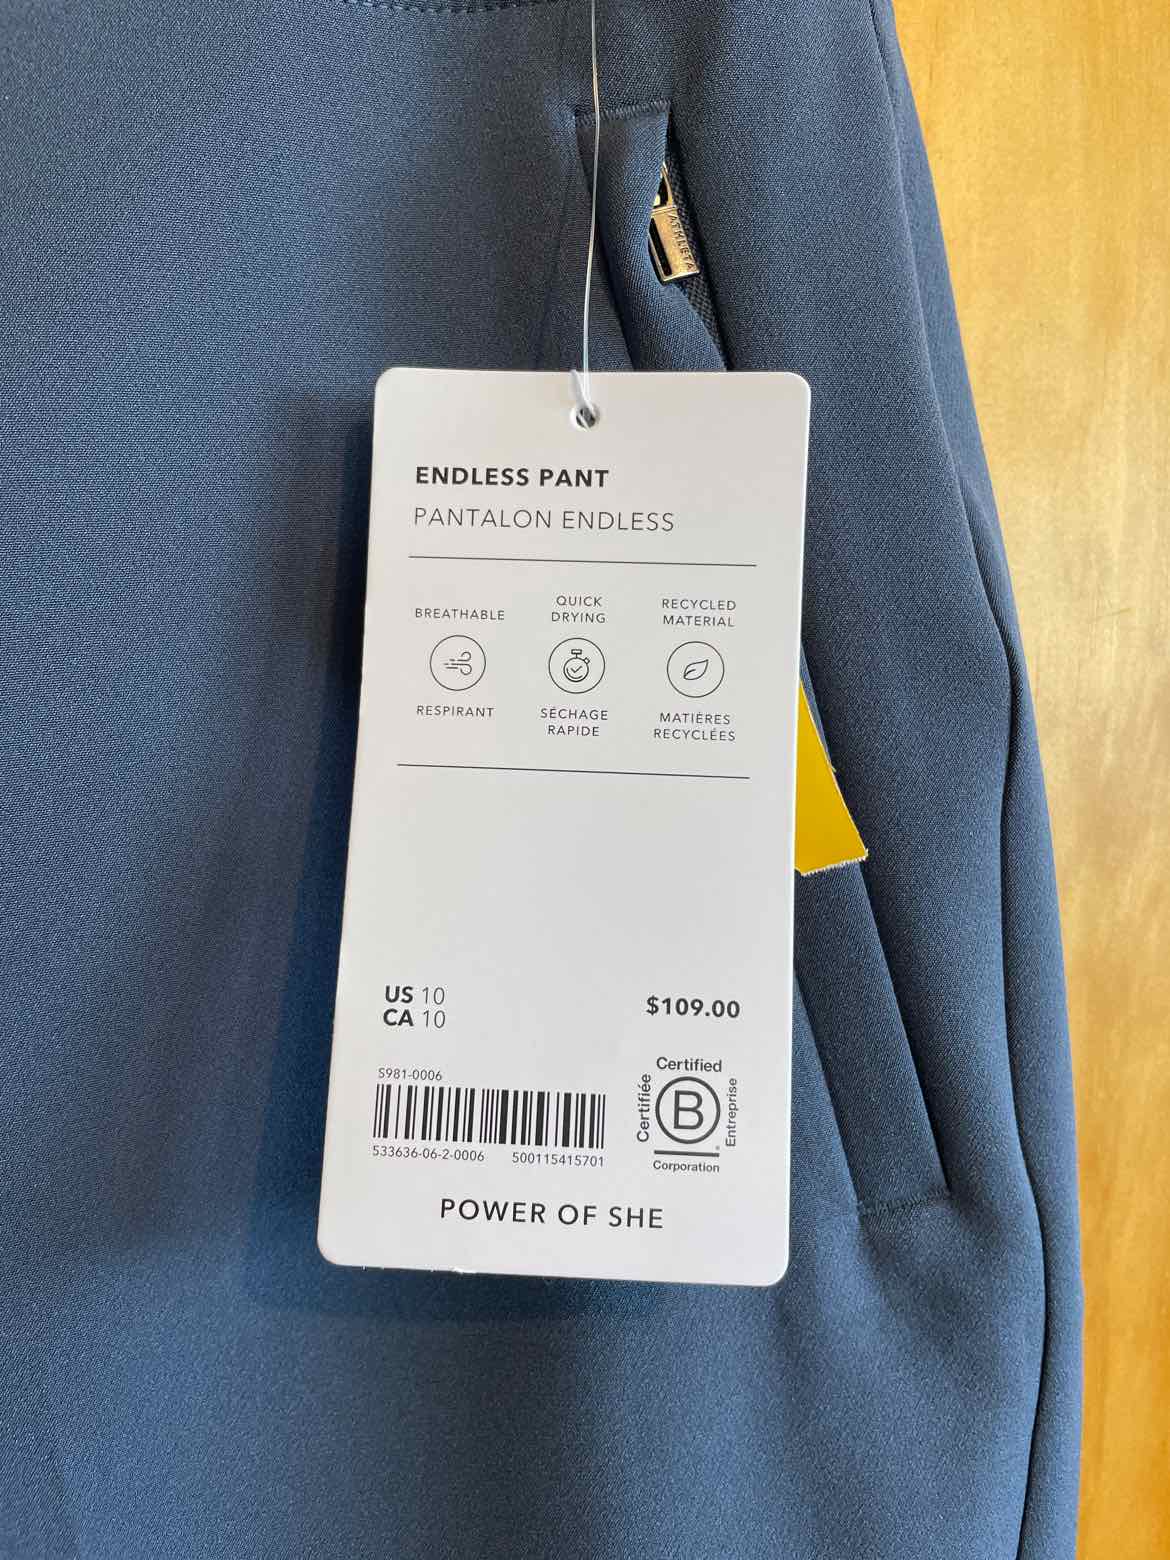 ATHLETA
ENDLESS PANT
PANTALON ENDLESS
BREATHABLE
RESPIRANT
QUICK
DRYING
SÉCHAGE
RAPIDE
RECYCLED
MATERIAL
MATIÈRES
RECYCLÉES
US 10
CA 10
$109.00
S981-0006
533636-06-2-0006 500115415701
Certified
Certifiée
B
Entreprise
®
Corporation
POWER OF SHE